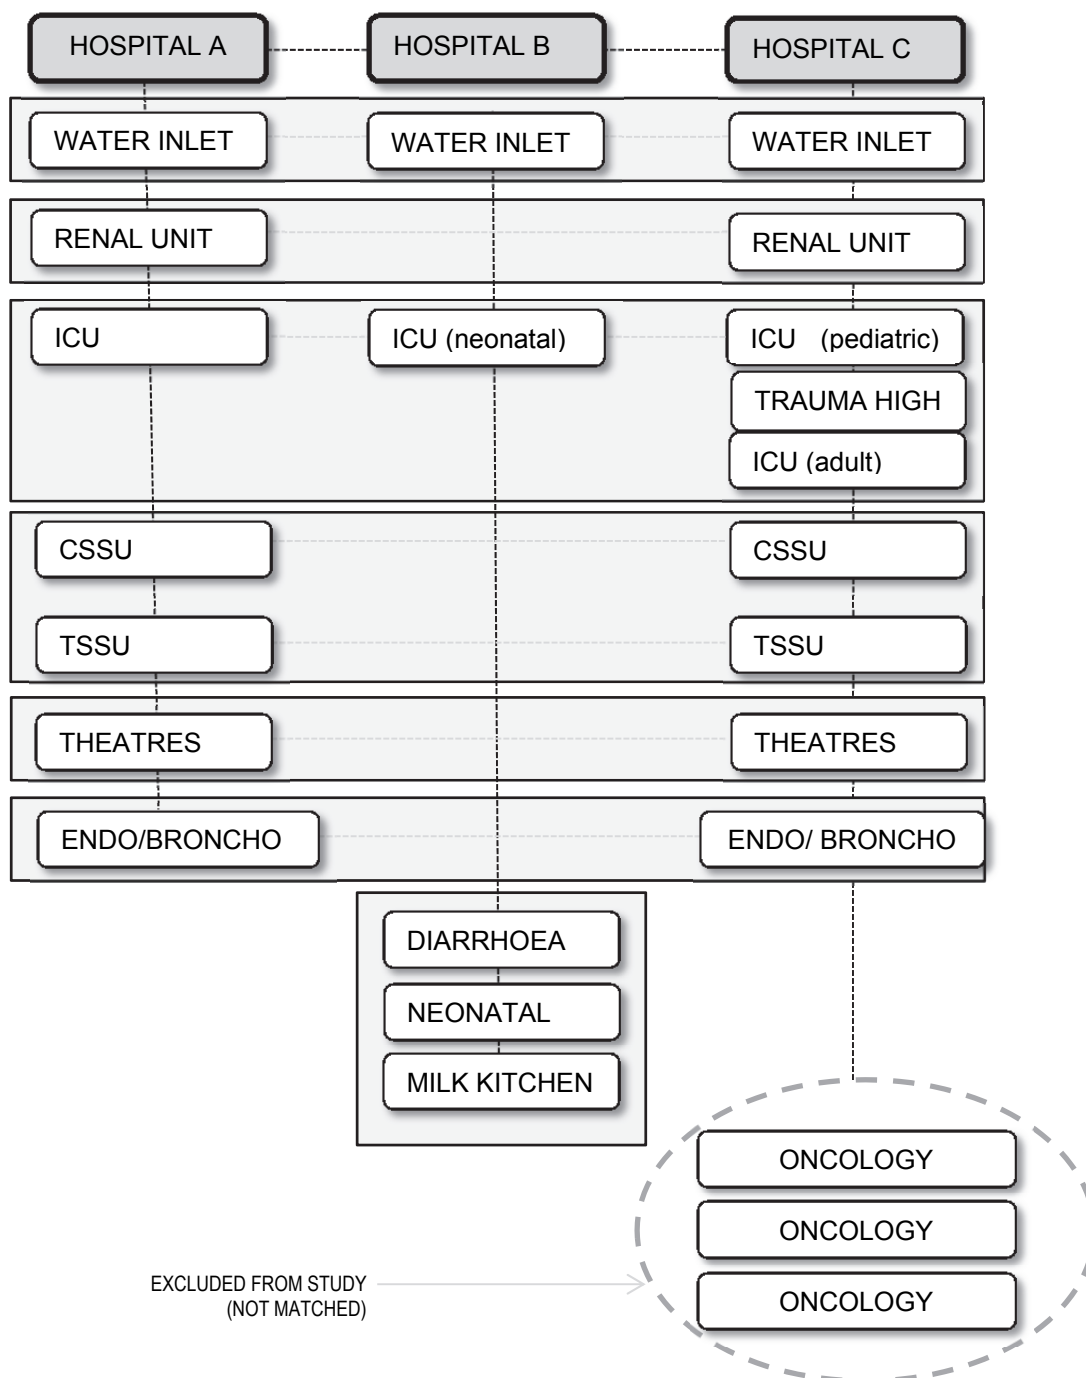 HOSPITAL A
HOSPITAL B
HOSPITAL C
WATER INLET
WATER INLET
WATER INLET
RENAL UNIT
RENAL UNIT
ICU
ICU (neonatal)
ICU (pediatric)
TRAUMA HIGH
ICU (adult)
CSSU
CSSU
TSSU
TSSU
THEATRES
THEATRES
ENDO/BRONCHO
ENDO/ BRONCHO
DIARRHOEA
NEONATAL
MILK KITCHEN
ONCOLOGY
ONCOLOGY
ONCOLOGY
EXCLUDED FROM STUDY
(NOT MATCHED)